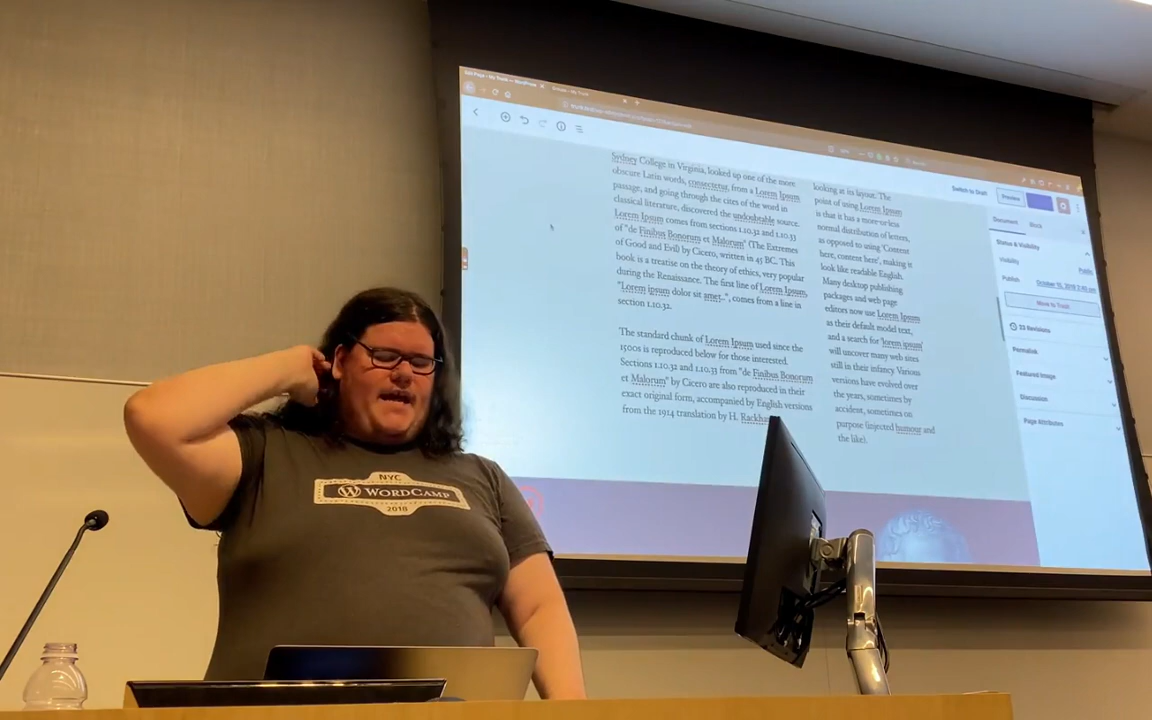 Switch to Draft
Preview
Document
Block
Status & Visibility
Visibility
Public
Publish
October 10, 2018 2:40 pm
Move to Trash
23 Revisions
Permalink
Featured Image
Discussion
Page Attributes
Sydney College in Virginia, looked up one of the more
obscure Latin words, consectetur, from a Lorem Ipsum
passage, and going through the cites of the word in
classical literature, discovered the undoubtable source.
Lorem Ipsum comes from sections 1.10.32 and 1.10.33
of "de Finibus Bonorum et Malorum" (The Extremes
of Good and Evil) by Cicero, written in 45 BC. This
book is a treatise on the theory of ethics, very popular
during the Renaissance. The first line of Lorem Ipsum,
"Lorem ipsum dolor sit amet..", comes from a line in
section 1.10.32.
The standard chunk of Lorem Ipsum used since the
1500s is reproduced below for those interested.
Sections 1.10.32 and 1.10.33 from "de Finibus Bonorum
et Malorum" by Cicero are also reproduced in their
exact original form, accompanied by English versions
from the 1914 translation by H.
looking at its layout. The
point of using Lorem Ipsum
is that it has a more-or-less
normal distribution of letters,
as opposed to using 'Content
here, content here', making it
look like readable English.
Many desktop publishing
packages and web page
editors now use Lorem Ipsum
as their default model text,
and a search for 'lorem ipsum'
will uncover many web sites
still in their infancy. Various
versions have evolved over
the years, sometimes by
accident, sometimes on
purpose (injected humour and
the like).
NYC
WORDCAMP
2018